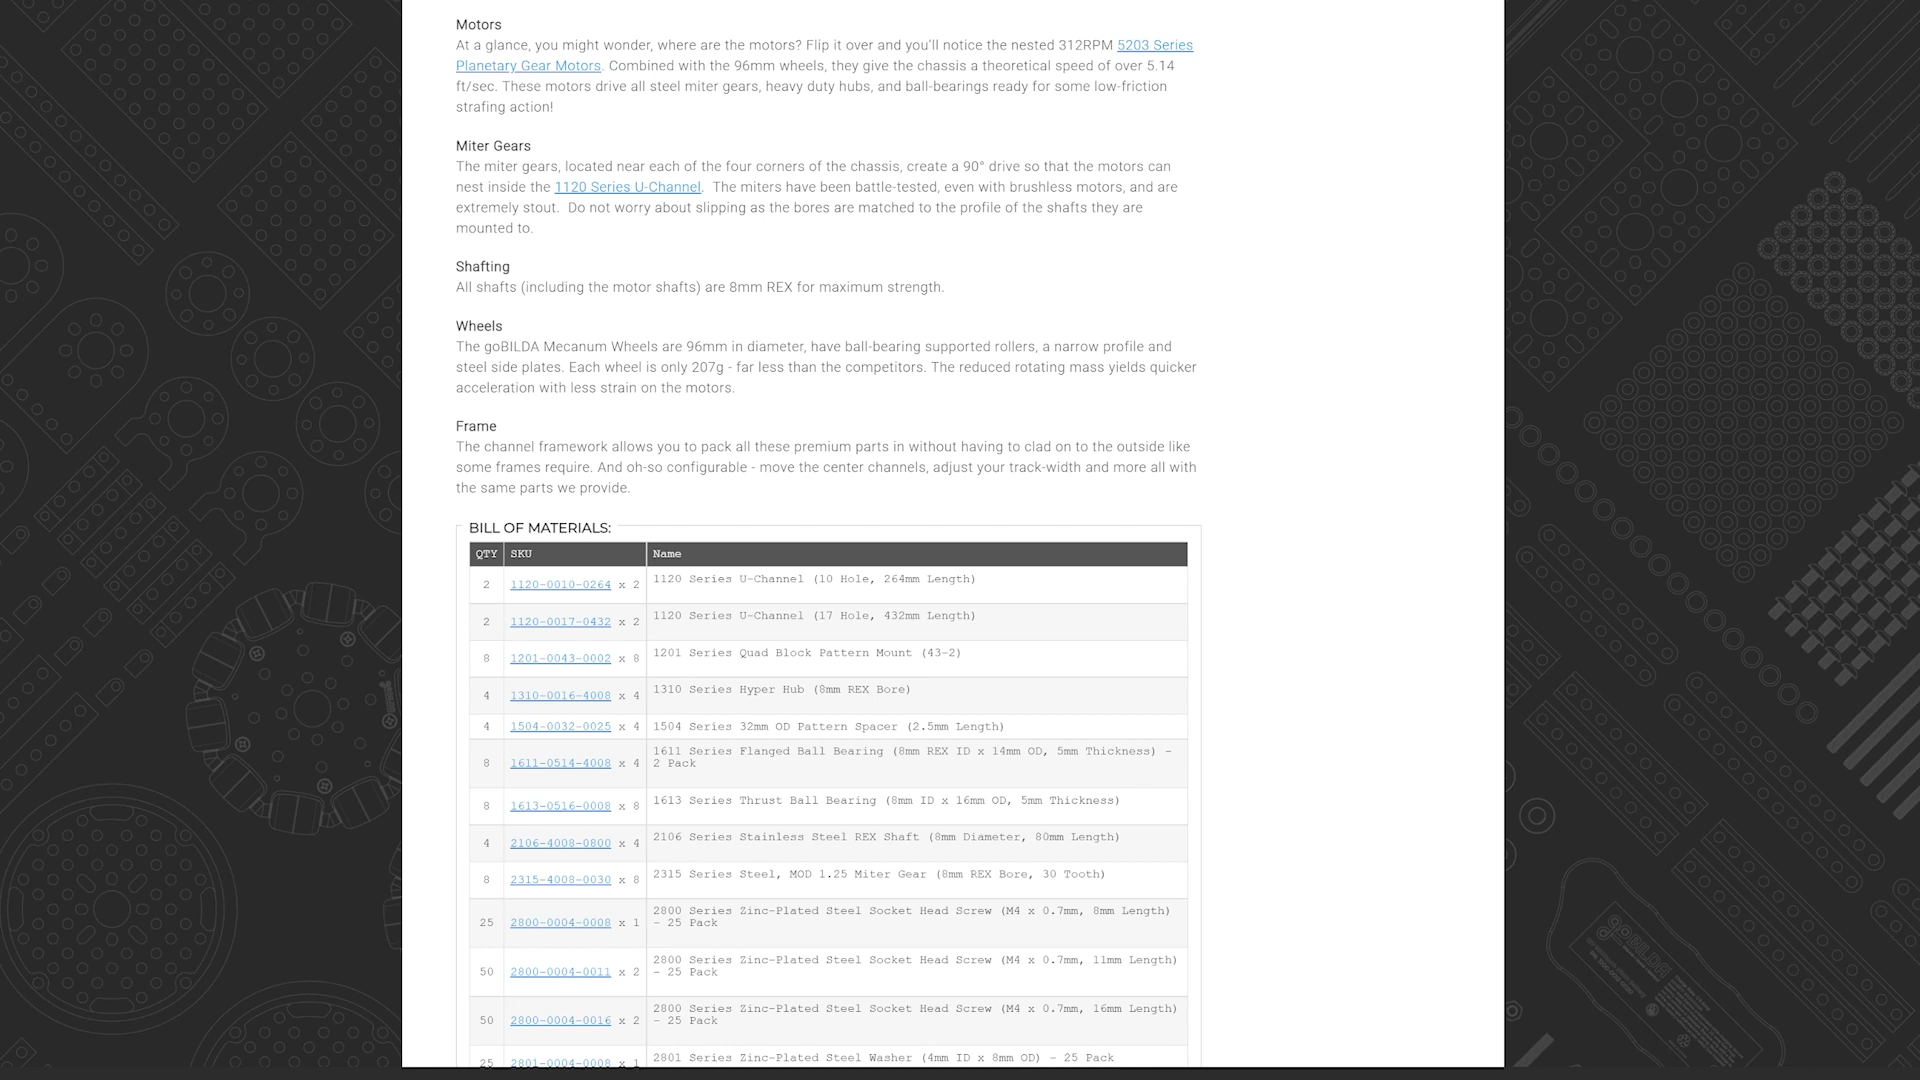 Motors
At a glance, you might wonder, where are the motors? Flip it over and you'll notice the nested 312RPM 5203 Series
Planetary Gear Motors. Combined with the 96mm wheels, they give the chassis a theoretical speed of over 5.14
ft/sec. These motors drive all steel miter gears, heavy duty hubs, and ball-bearings ready for some low-friction
strafing action!
Miter Gears
The miter gears, located near each of the four corners of the chassis, create a 90° drive so that the motors can
nest inside the 1120 Series U-Channel.  The miters have been battle-tested, even with brushless motors, and are
extremely stout.  Do not worry about slipping as the bores are matched to the profile of the shafts they are
mounted to.
Shafting
All shafts (including the motor shafts) are 8mm REX for maximum strength.
Wheels
The goBILDA Mecanum Wheels are 96mm in diameter, have ball-bearing supported rollers, a narrow profile and
steel side plates. Each wheel is only 207g - far less than the competitors. The reduced rotating mass yields quicker
acceleration with less strain on the motors.
Frame
The channel framework allows you to pack all these premium parts in without having to clad on to the outside like
some frames require. And oh-so configurable - move the center channels, adjust your track-width and more all with
the same parts we provide.
BILL OF MATERIALS:
QTY SKU Name
2 1120-0010-0264 x 2 1120 Series U-Channel (10 Hole, 264mm Length)
2 1120-0017-0432 x 2 1120 Series U-Channel (17 Hole, 432mm Length)
8 1201-0043-0002 x 8 1201 Series Quad Block Pattern Mount (43-2)
4 1310-0016-4008 x 4 1310 Series Hyper Hub (8mm REX Bore)
4 1504-0032-0025 x 4 1504 Series 32mm OD Pattern Spacer (2.5mm Length)
8 1611-0514-4008 x 4 1611 Series Flanged Ball Bearing (8mm REX ID x 14mm OD, 5mm Thickness) -
2 Pack
8 1613-0516-0008 x 8 1613 Series Thrust Ball Bearing (8mm ID x 16mm OD, 5mm Thickness)
4 2106-4008-0800 x 4 2106 Series Stainless Steel REX Shaft (8mm Diameter, 80mm Length)
8 2315-4008-0030 x 8 2315 Series Steel, MOD 1.25 Miter Gear (8mm REX Bore, 30 Tooth)
25 2800-0004-0008 x 1 2800 Series Zinc-Plated Steel Socket Head Screw (M4 x 0.7mm, 8mm Length)
- 25 Pack
50 2800-0004-0011 x 2 2800 Series Zinc-Plated Steel Socket Head Screw (M4 x 0.7mm, 11mm Length)
- 25 Pack
50 2800-0004-0016 x 2 2800 Series Zinc-Plated Steel Socket Head Screw (M4 x 0.7mm, 16mm Length)
- 25 Pack
25 2801-0004-0008 x 1 2801 Series Zinc-Plated Steel Washer (4mm ID x 8mm OD) - 25 Pack
goBILDA